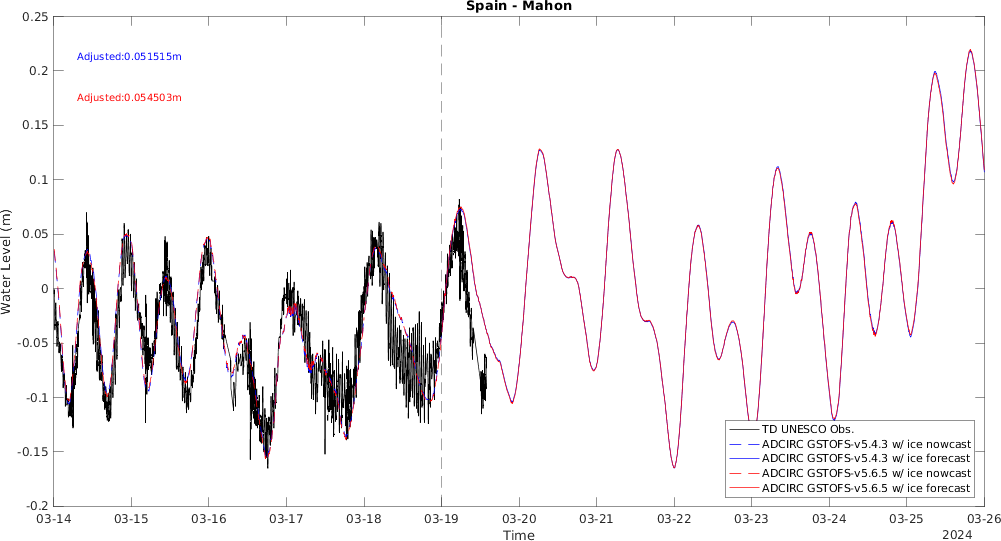 Spain - Mahon
Adjusted:0.051515m
Adjusted:0.054503m
Water Level (m)
0.25
0.2
0.15
0.1
0.05
0
-0.05
-0.1
-0.15
-0.2
TD UNESCO Obs.
ADCIRC GSTOFS-v5.4.3 w/ ice nowcast
ADCIRC GSTOFS-v5.4.3 w/ ice forecast
ADCIRC GSTOFS-v5.6.5 w/ ice nowcast
ADCIRC GSTOFS-v5.6.5 w/ ice forecast
03-14 03-15 03-16 03-17 03-18 03-19 03-20 03-21 03-22 03-23 03-24 03-25 03-26
Time
2024